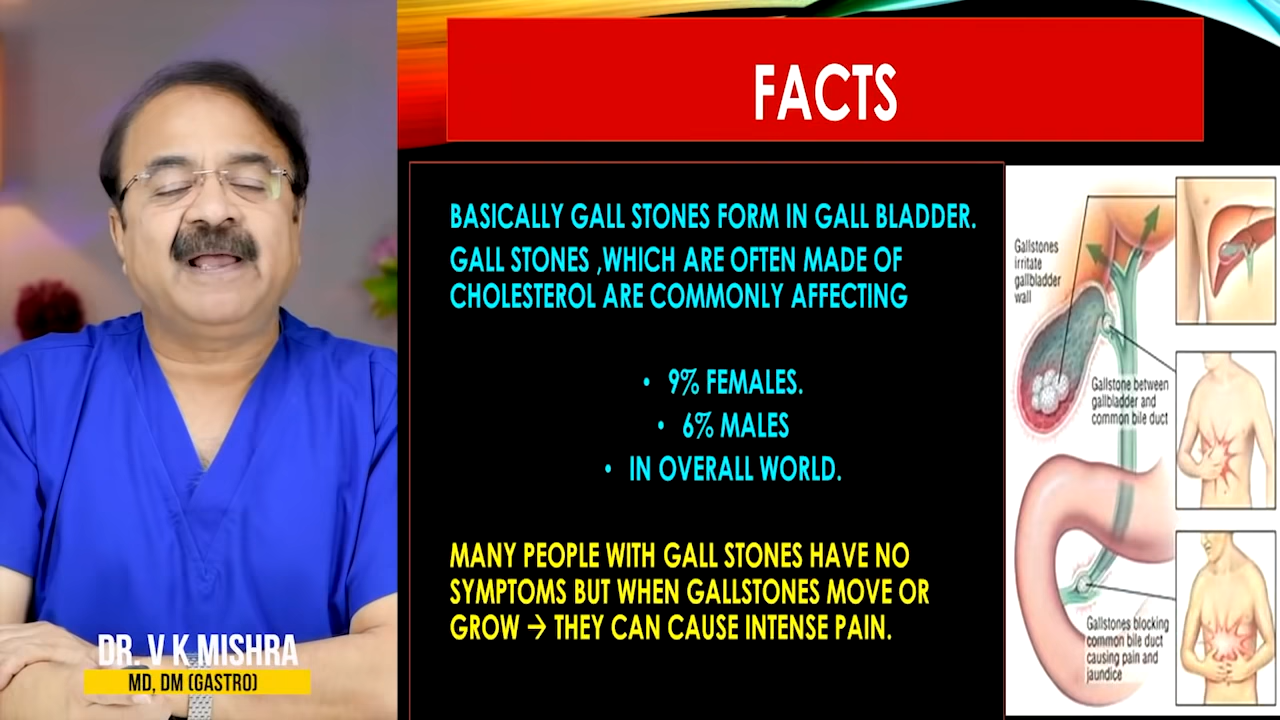 FACTS
BASICALLY GALL STONES FORM IN GALL BLADDER.
GALL STONES ,WHICH ARE OFTEN MADE OF
CHOLESTEROL ARE COMMONLY AFFECTING
• 9% FEMALES.
• 6% MALES
• IN OVERALL WORLD.
MANY PEOPLE WITH GALL STONES HAVE NO
SYMPTOMS BUT WHEN GALLSTONES MOVE OR
GROW → THEY CAN CAUSE INTENSE PAIN.
Gallstones
irritate
gallbladder
wall
Gallstone between
gallbladder and
common bile duct
Gallstones blocking
common bile duct
causing pain and
jaundice
DR. V K MISHRA
MD, DM (GASTRO)